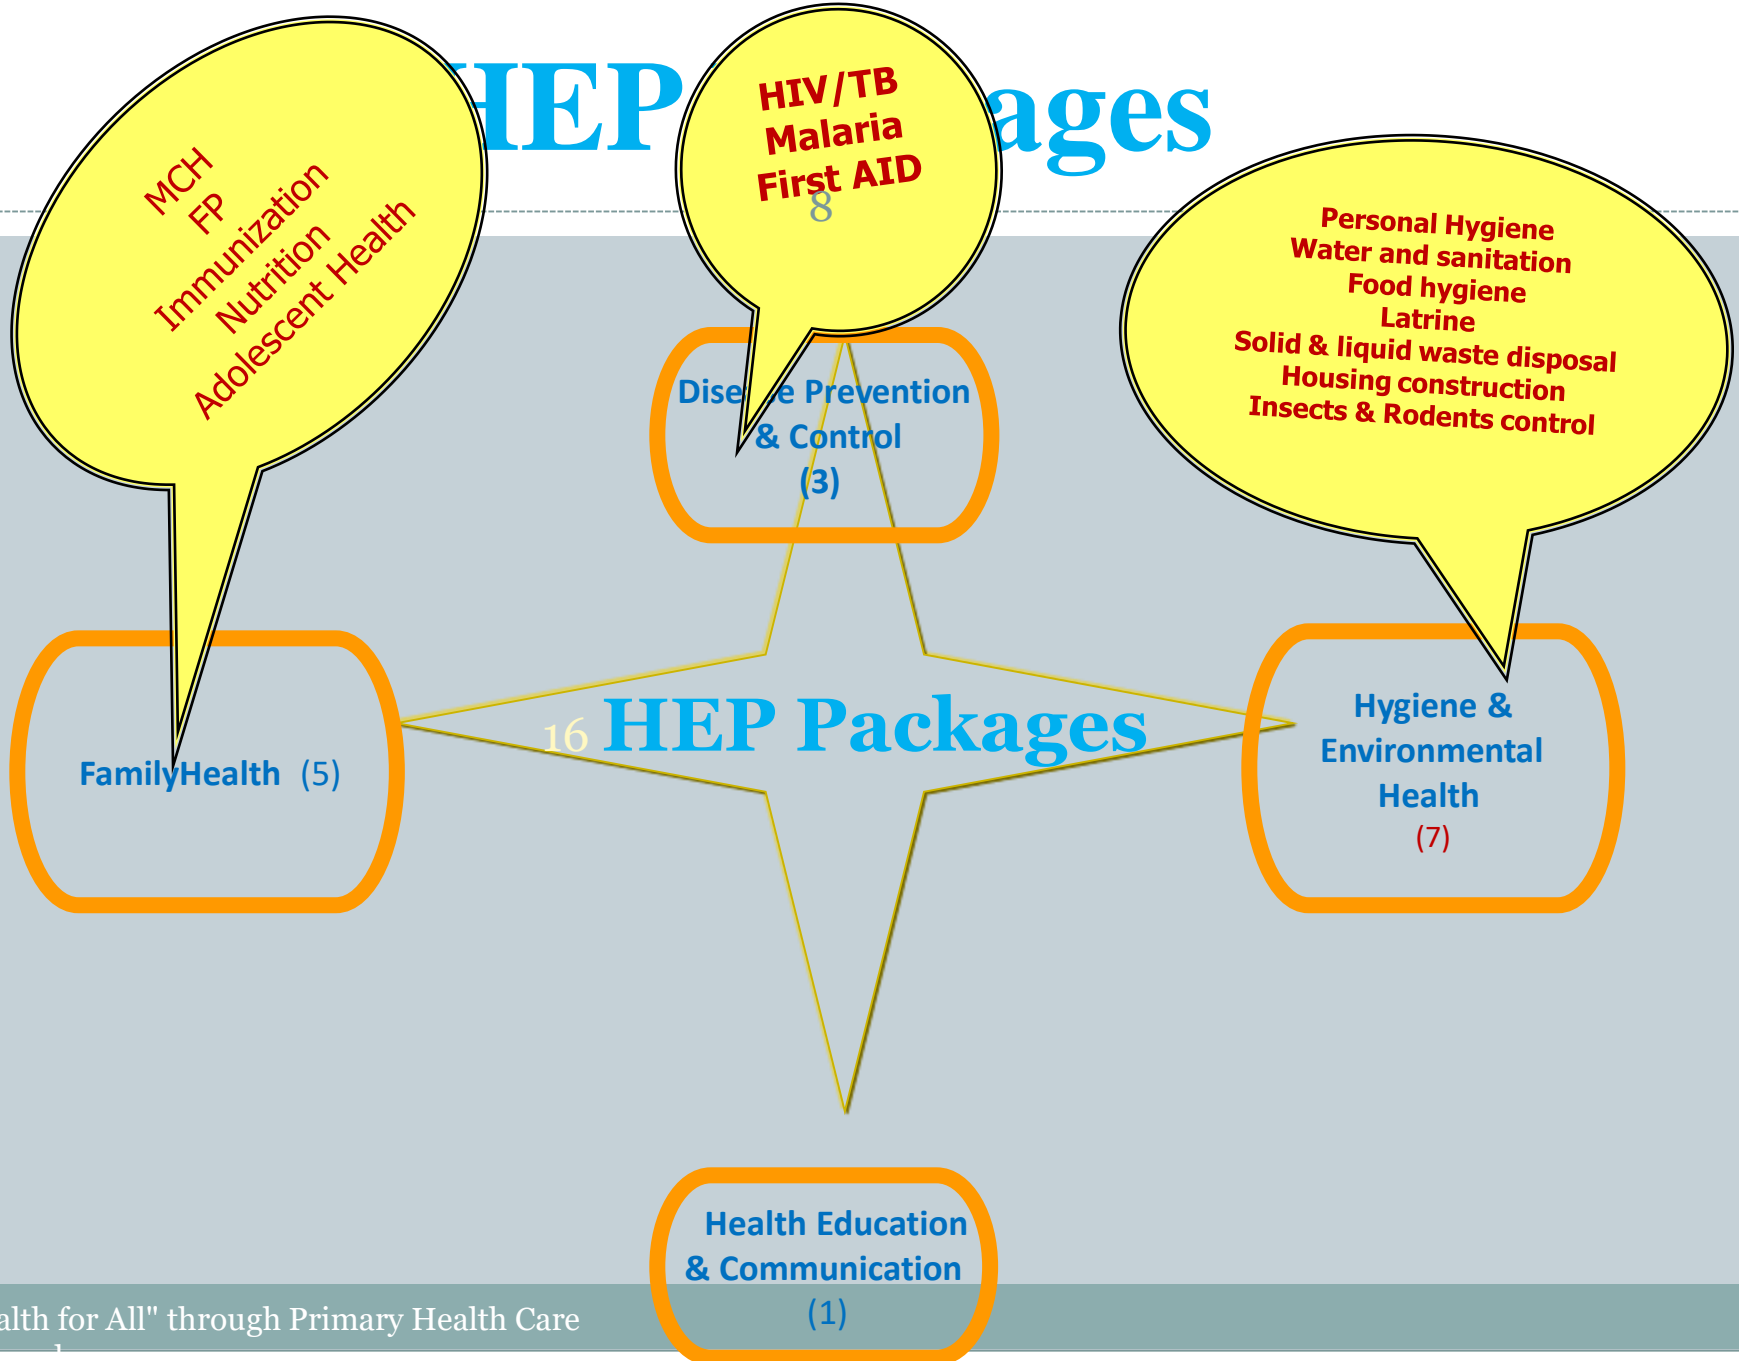 HEP
ages
MCH
FP
Immunization
Nutrition
Adolescent Health
HIV/TB
Malaria
First AID
8
Personal Hygiene
Water and sanitation
Food hygiene
Latrine
Solid & liquid waste disposal
Housing construction
Insects & Rodents control
Prevention
& Control
(3)
16 HEP Packages
FamilyHealth (5)
Hygiene &
Environmental
Health
(7)
Health Education
& Communication
(1)
alth for All" through Primary Health Care